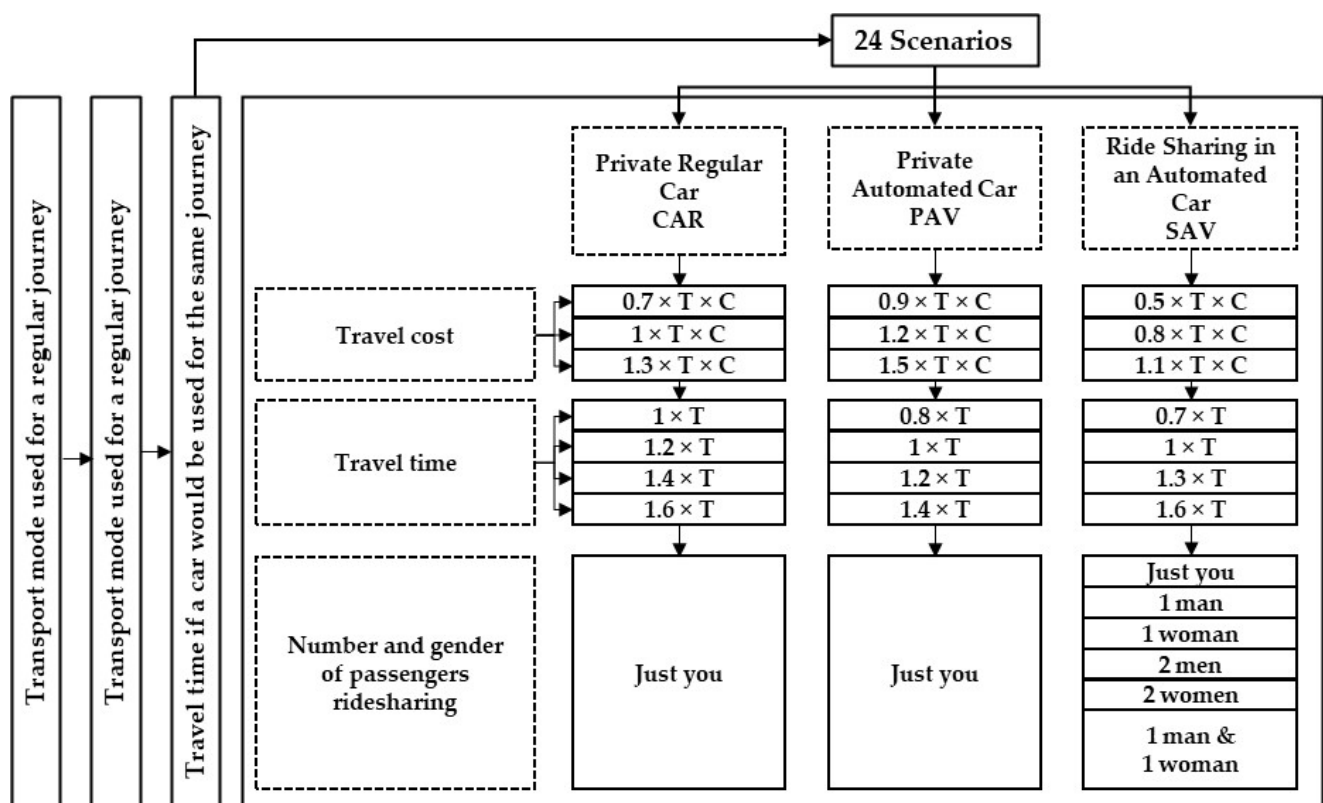 24 Scenarios
Transport mode used for a regular journey
Transport mode used for a regular journey
Travel time if a car would be used for the same journey
Private Regular
Car
CAR
Private
Automated Car
PAV
Ride Sharing in
an Automated
Car
SAV
Travel cost
0.7 × T × C
1 × T × C
1.3 × T × C
0.9 × T × C
1.2 × T × C
1.5 × T × C
0.5 × T × C
0.8 × T × C
1.1 × T × C
Travel time
1 × T
1.2 × T
1.4 × T
1.6 × T
0.8 × T
1 × T
1.2 × T
1.4 × T
0.7 × T
1 × T
1.3 × T
1.6 × T
Number and gender
of passengers
ridesharing
Just you
Just you
Just you
1 man
1 woman
2 men
2 women
1 man &
1 woman